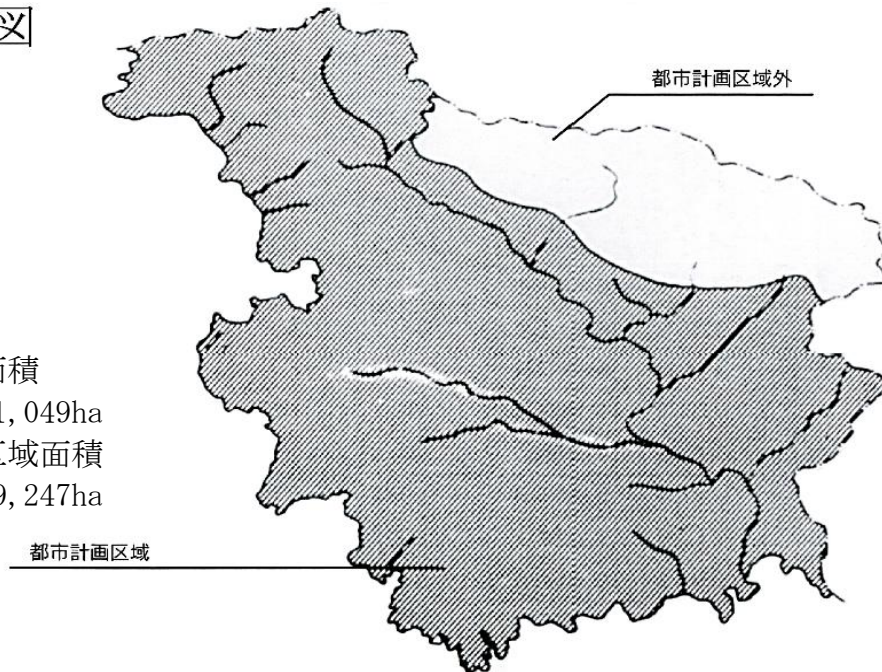 図
都市計画区域外
面積
1,049ha
区域面積
9,247ha
都市計画区域